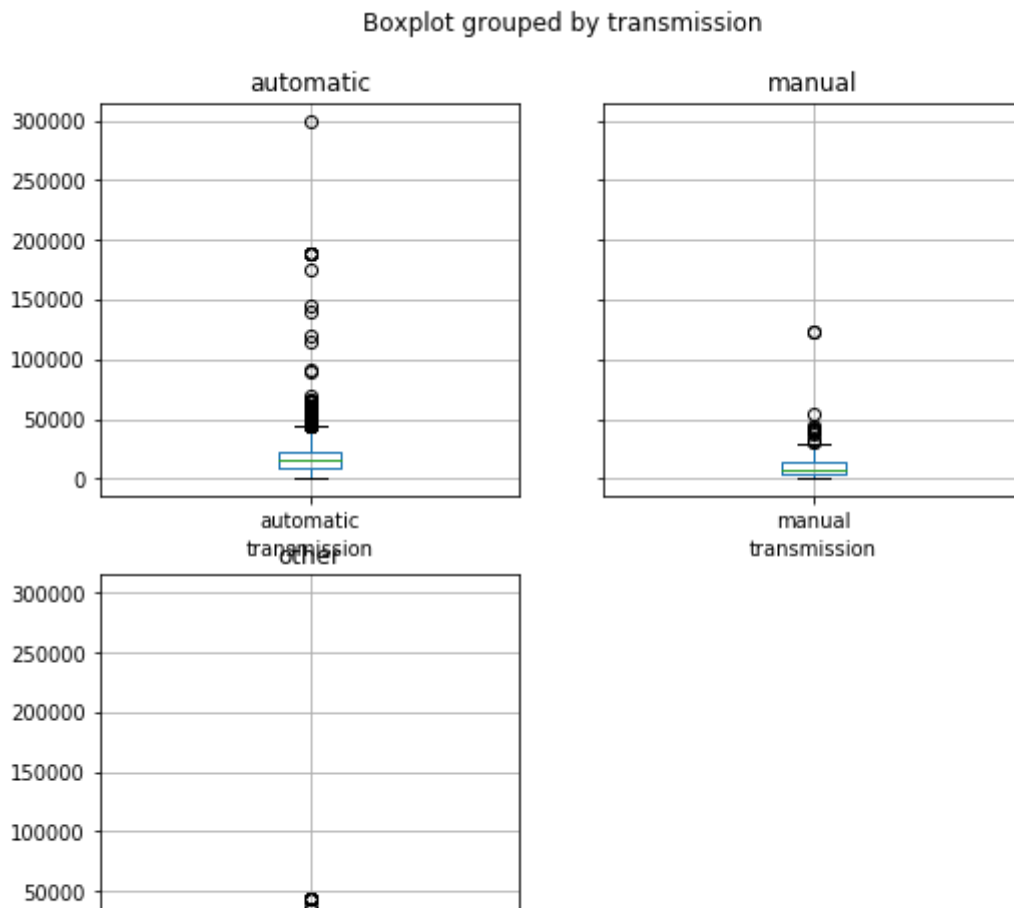 Boxplot grouped by transmission
automatic
manual
300000
250000
200000
150000
100000
50000
0
automatic
manual
transmission
transmission
other
300000
250000
200000
150000
100000
50000